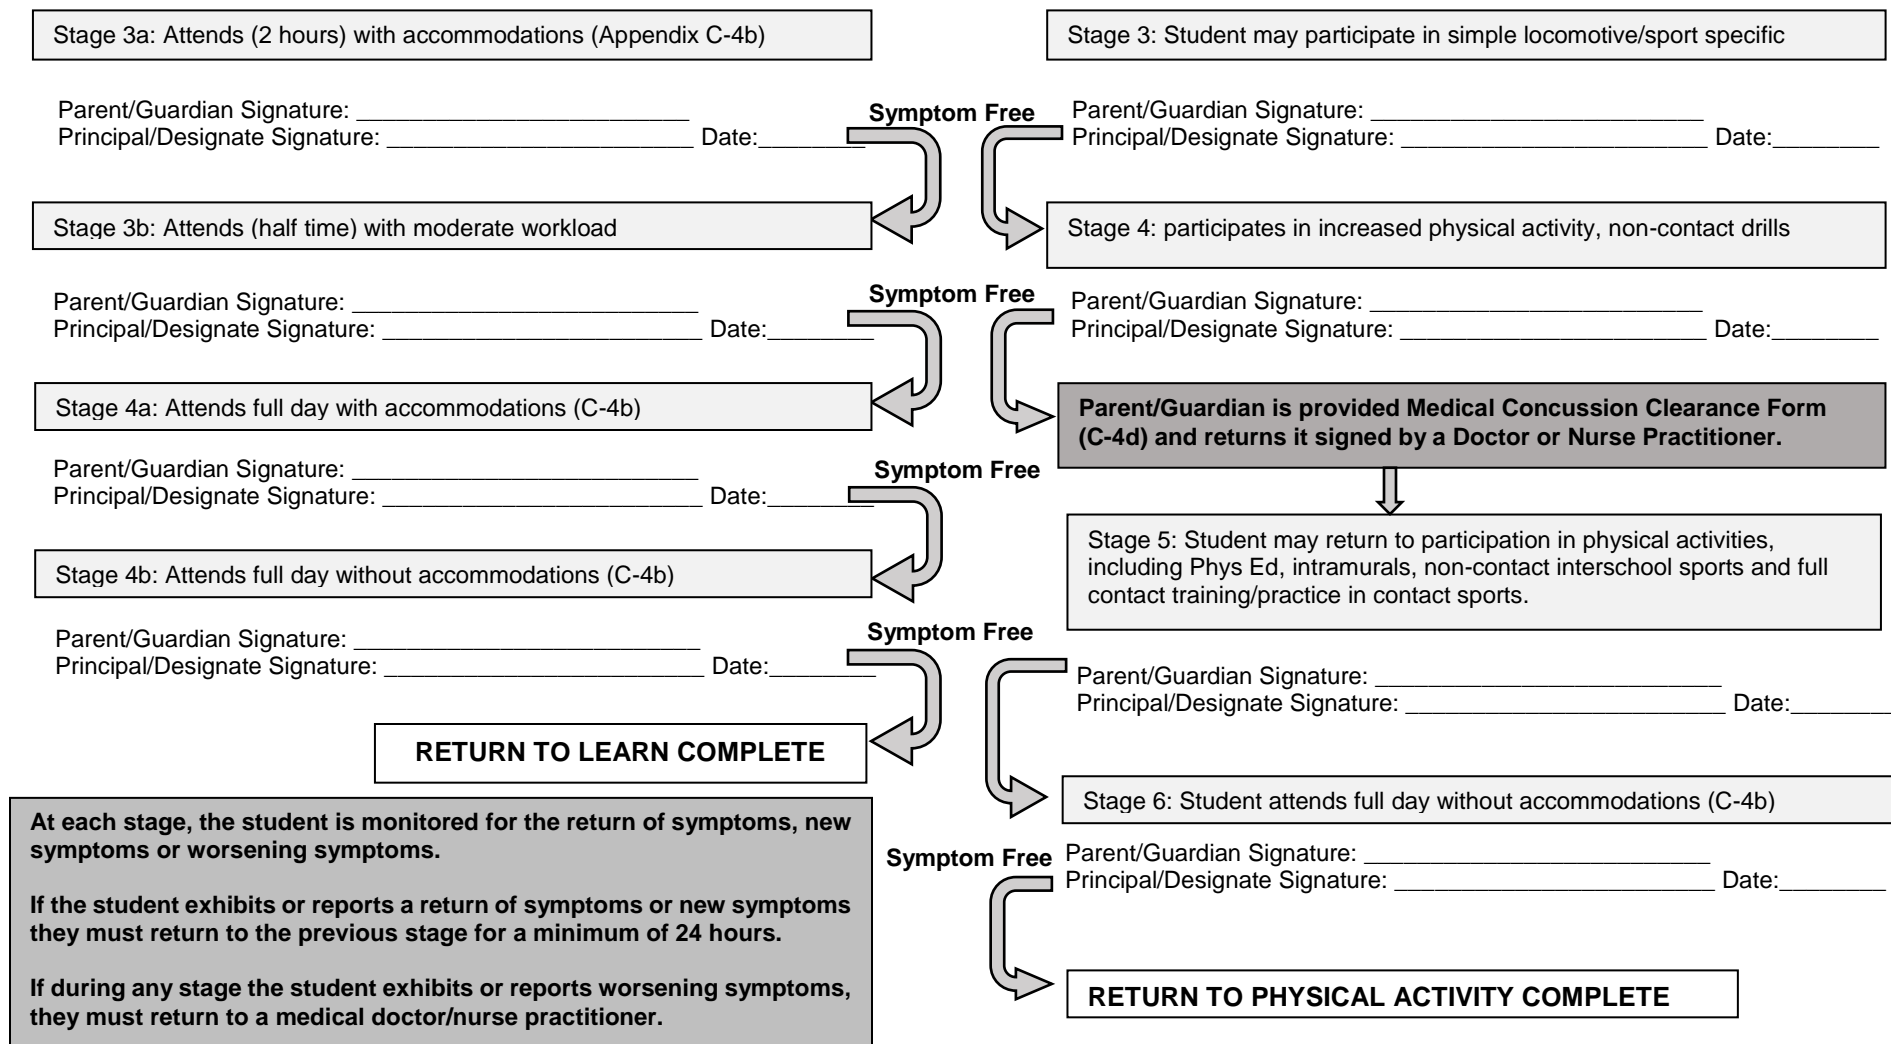 Stage 3a: Attends (2 hours) with accommodations (Appendix C-4b)
Parent/Guardian Signature: _________________________
Principal/Designate Signature: _______________________ Date:________
Symptom Free
Stage 3b: Attends (half time) with moderate workload
Parent/Guardian Signature: __________________________
Principal/Designate Signature: ________________________ Date:________
Symptom Free
Stage 4a: Attends full day with accommodations (C-4b)
Parent/Guardian Signature: __________________________
Principal/Designate Signature: ________________________ Date:________
Symptom Free
Stage 4b: Attends full day without accommodations (C-4b)
Parent/Guardian Signature: __________________________
Principal/Designate Signature: ________________________ Date:________
Symptom Free
RETURN TO LEARN COMPLETE
At each stage, the student is monitored for the return of symptoms, new
symptoms or worsening symptoms.
If the student exhibits or reports a return of symptoms or new symptoms
they must return to the previous stage for a minimum of 24 hours.
If during any stage the student exhibits or reports worsening symptoms,
they must return to a medical doctor/nurse practitioner.
Stage 3: Student may participate in simple locomotive/sport specific
Parent/Guardian Signature: _________________________
Principal/Designate Signature: _______________________ Date:________
Stage 4: participates in increased physical activity, non-contact drills
Parent/Guardian Signature: _________________________
Principal/Designate Signature: _______________________ Date:________
Parent/Guardian is provided Medical Concussion Clearance Form
(C-4d) and returns it signed by a Doctor or Nurse Practitioner.
Stage 5: Student may return to participation in physical activities,
including Phys Ed, intramurals, non-contact interschool sports and full
contact training/practice in contact sports.
Parent/Guardian Signature: __________________________
Principal/Designate Signature: ________________________ Date:________
Stage 6: Student attends full day without accommodations (C-4b)
Symptom Free
Parent/Guardian Signature: __________________________
Principal/Designate Signature: ________________________ Date:________
RETURN TO PHYSICAL ACTIVITY COMPLETE